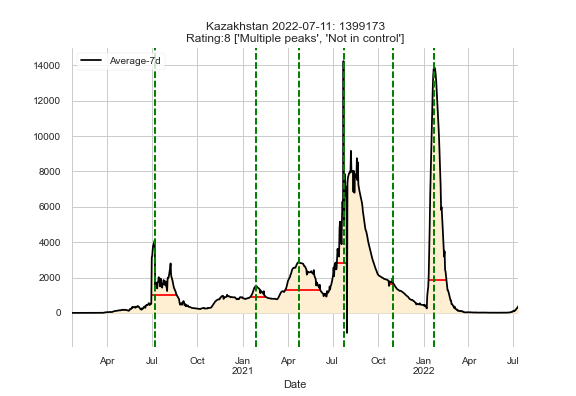 Kazakhstan 2022-07-11: 1399173
Rating:8 ['Multiple peaks', 'Not in control']
Average-7d
14000
12000
10000
8000
6000
4000
2000
0
Apr Jul Oct Jan Apr Jul Oct Jan Apr Jul
2021 2022
Date